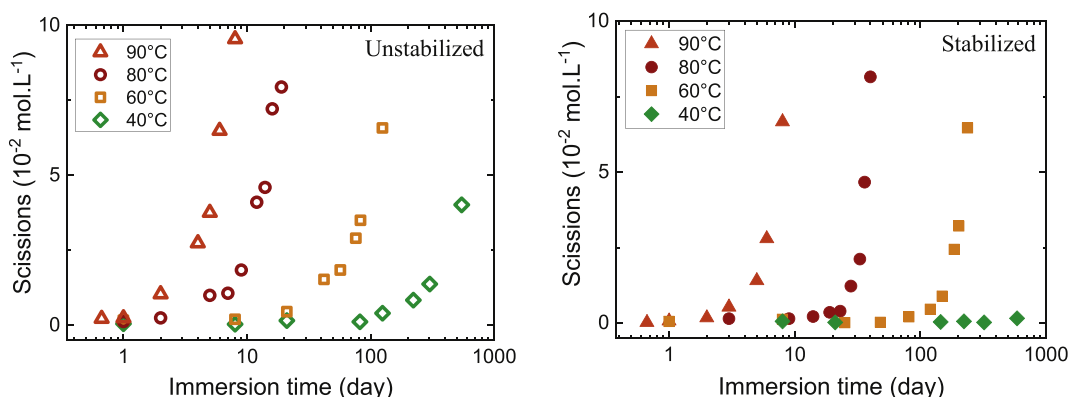 10
5
0
Scissions (10⁻² mol.L⁻¹)
90°C
80°C
60°C
40°C
Unstabilized
1
10
100
1000
Immersion time (day)
10
5
0
Scissions (10⁻² mol.L⁻¹)
90°C
80°C
60°C
40°C
Stabilized
1
10
100
1000
Immersion time (day)